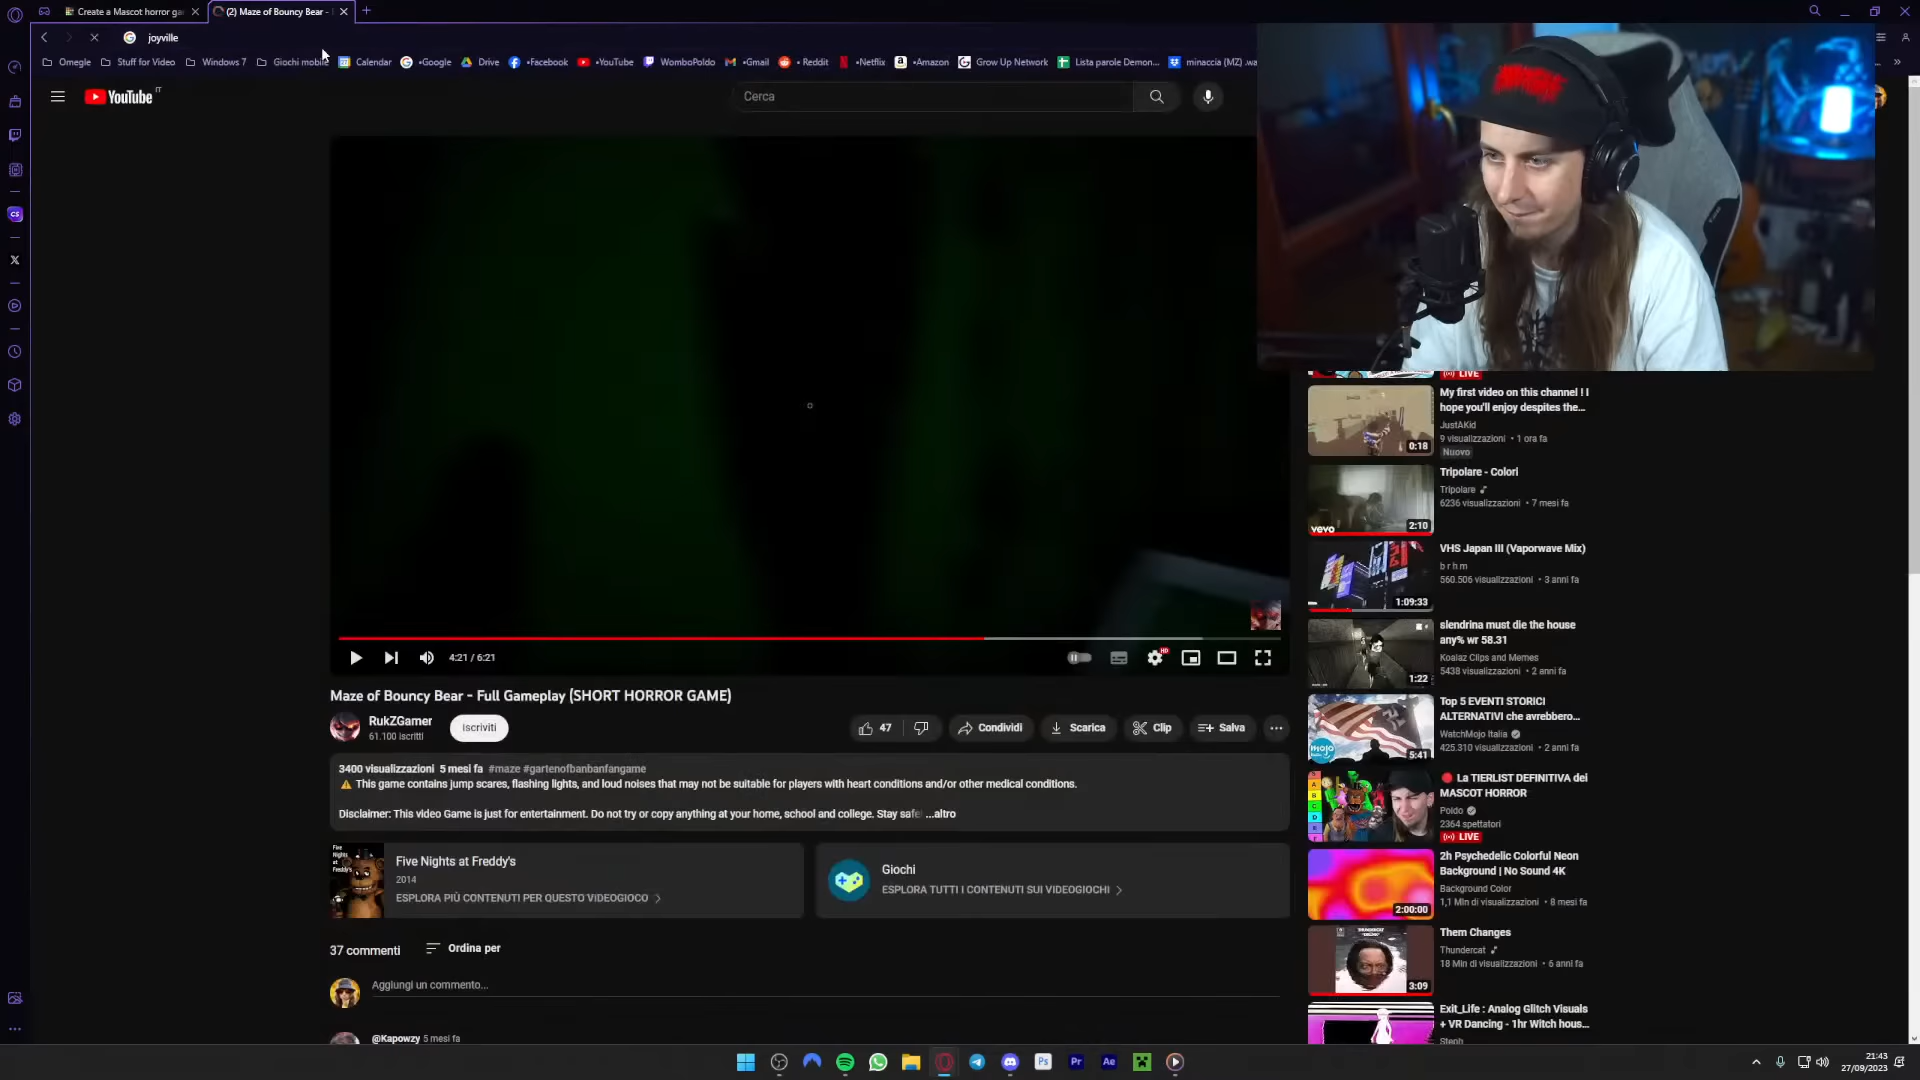 Create a Mascot horror ga
(2) Maze of Bouncy Bear -
joyville
Omegle
Stuff for Video
Windows 7
Giochi mobile
Calendar
•Google
Drive
•Facebook
•YouTube
WomboPoldo
•Gmail
• Reddit
•Netflix
•Amazon
Grow Up Network
Lista parole Demon...
minaccia (MZ) .wa
YouTube IT
Cerca
4:21 / 6:21
HD
Maze of Bouncy Bear - Full Gameplay (SHORT HORROR GAME)
RukZGamer
61.100 iscritti
Iscriviti
47
Condividi
Scarica
Clip
Salva
3400 visualizzazioni 5 mesi fa #maze #gartenofbanbanfangame
⚠ This game contains jump scares, flashing lights, and loud noises that may not be suitable for players with heart conditions and/or other medical conditions.
Disclaimer: This video Game is just for entertainment. Do not try or copy anything at your home, school and college. Stay safe! ...altro
Five Nights at Freddy's
Five Nights at Freddy's
2014
ESPLORA PIÙ CONTENUTI PER QUESTO VIDEOGIOCO
Giochi
ESPLORA TUTTI I CONTENUTI SUI VIDEOGIOCHI
37 commenti
Ordina per
Aggiungi un commento...
@Kapowzy 5 mesi fa
LIVE
My first video on this channel ! I
hope you'll enjoy despites the...
JustAKid
9 visualizzazioni • 1 ora fa
Nuovo
0:18
Tripolare - Colori
Tripolare
6236 visualizzazioni • 7 mesi fa
vevo
2:10
VHS Japan III (Vaporwave Mix)
b r h m
560.506 visualizzazioni • 3 anni fa
1:09:33
slendrina must die the house
any% wr 58.31
Koalaz Clips and Memes
5438 visualizzazioni • 2 anni fa
1:22
Top 5 EVENTI STORICI
ALTERNATIVI che avrebbero...
WatchMojo Italia
425.310 visualizzazioni • 2 anni fa
mojo
5:41
La TIERLIST DEFINITIVA dei
MASCOT HORROR
Poldo
2364 spettatori
LIVE
2h Psychedelic Colorful Neon
Background | No Sound 4K
Background Color
1,1 Mln di visualizzazioni • 8 mesi fa
2:00:00
Them Changes
Thundercat
18 Mln di visualizzazioni • 6 anni fa
3:09
Exit_Life : Analog Glitch Visuals
+ VR Dancing - 1hr Witch hous...
Steph
Ps
Pr
Ae
21:43
27/09/2023